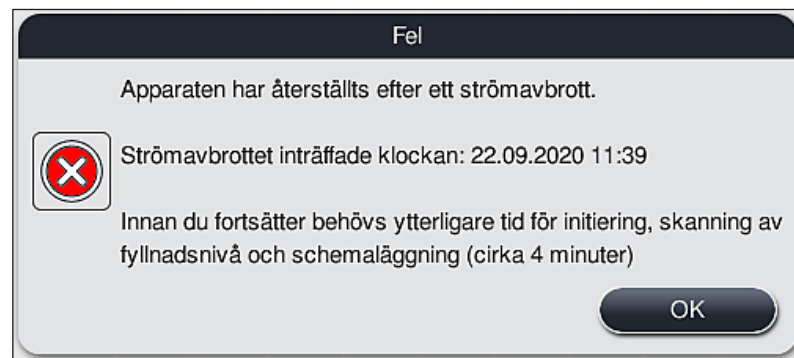 Fel
Apparaten har återställts efter ett strömavbrott.
Strömavbrottet inträffade klockan: 22.09.2020 11:39
Innan du fortsätter behövs ytterligare tid för initiering, skanning av
fyllnadsnivå och schemaläggning (cirka 4 minuter)
OK